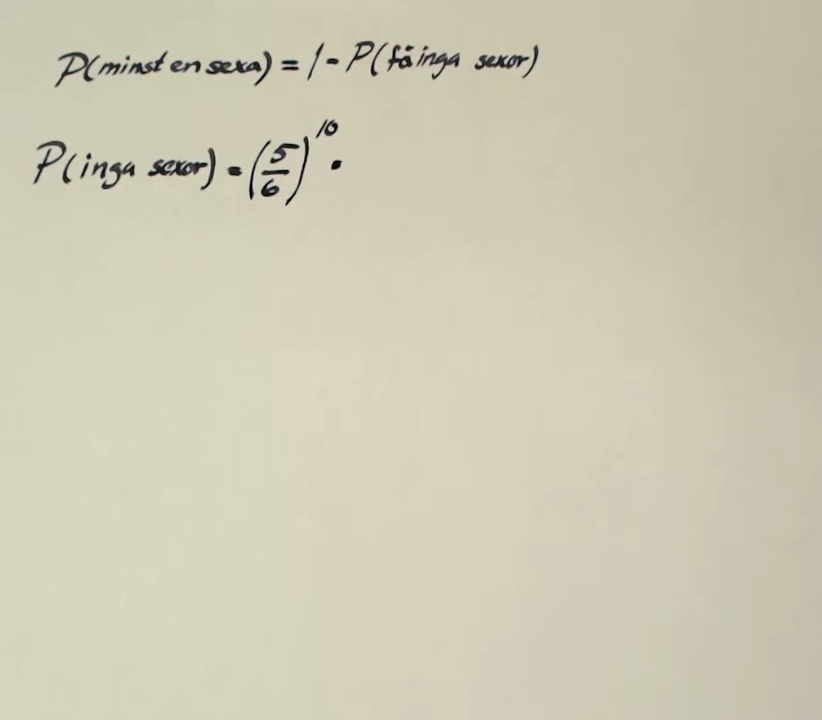 P(minst en sexa) = 1 - P(få inga sexor)
P(inga sexor) = (5/6)^10 ·